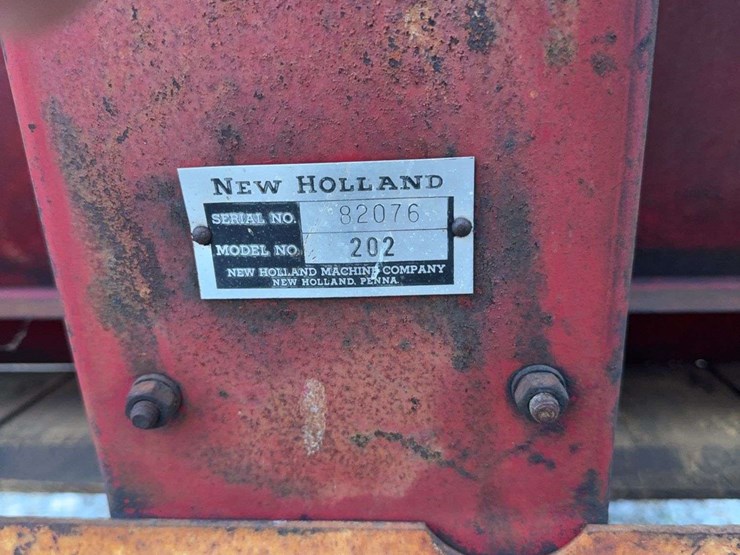 NEW HOLLAND
SERIAL NO. 82076
MODEL NO. 202
NEW HOLLAND MACHINE COMPANY
NEW HOLLAND, PENNA.